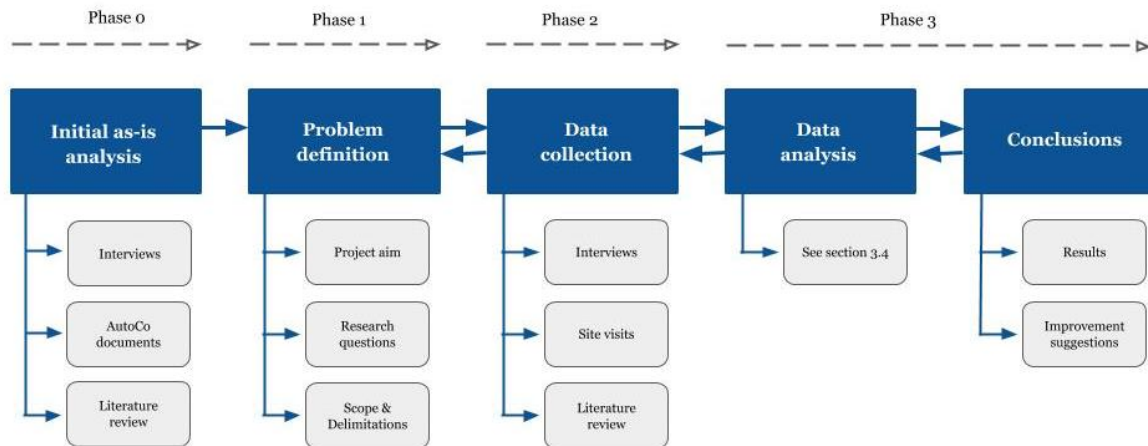 Phase 0
Phase 1
Phase 2
Phase 3
Initial as-is
analysis
Problem
definition
Data
collection
Data
analysis
Conclusions
Interviews
Project aim
Interviews
See section 3.4
Results
AutoCo
documents
Research
questions
Site visits
Improvement
suggestions
Literature
review
Scope &
Delimitations
Literature
review